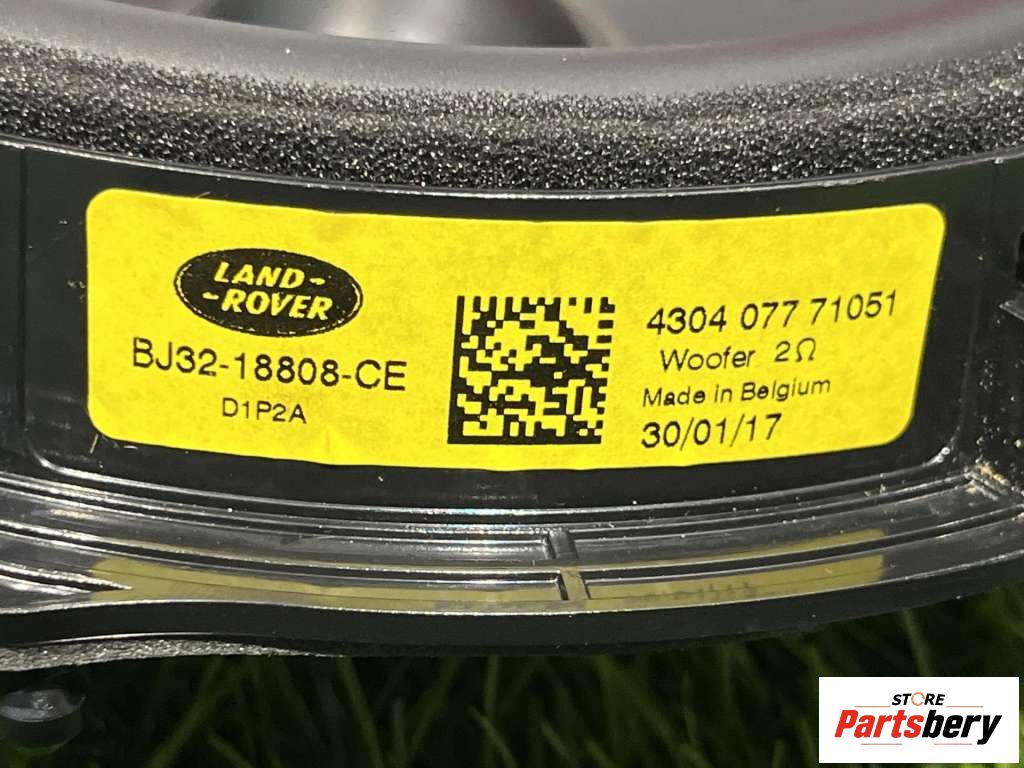 LAND-
-ROVER
BJ32-18808-CE
D1P2A
4304 077 71051
Woofer 2Ω
Made in Belgium
30/01/17
STORE
Partsbery